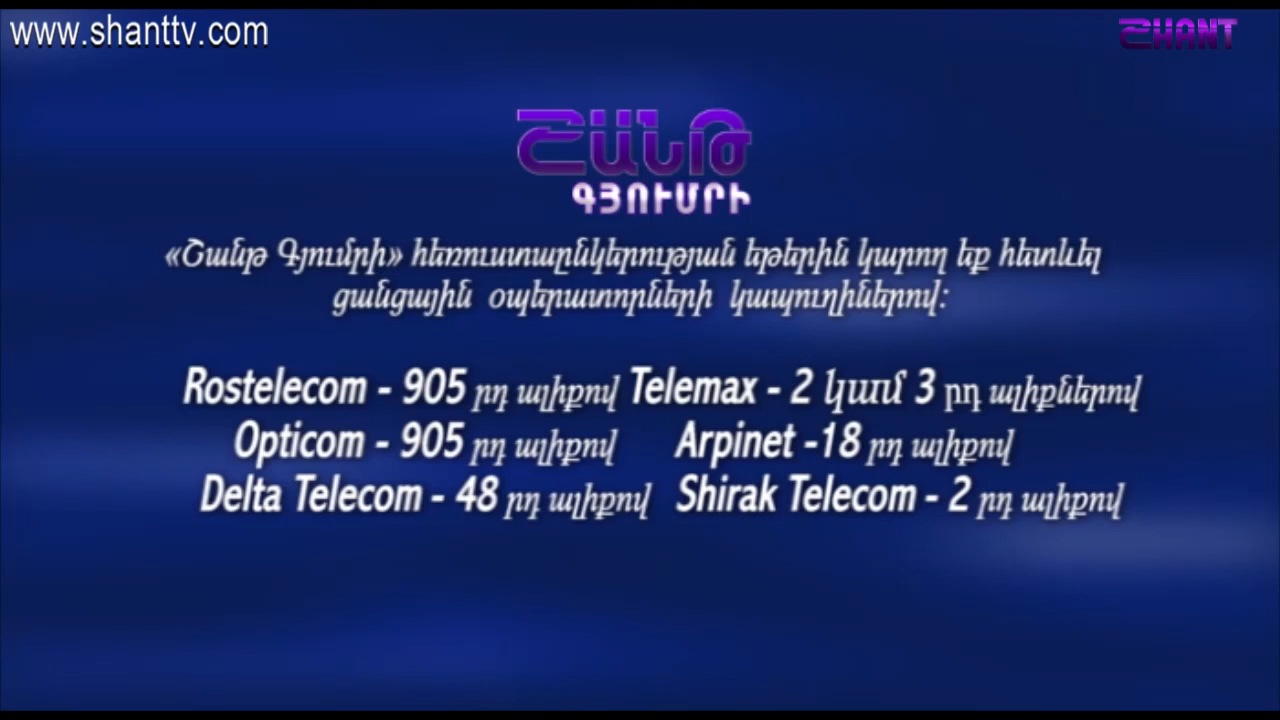 www.shanttv.com
SHANT
ՇԱՆԹ
ԳՅՈՒՄՐԻ
«Շանթ Գյումրի» հեռուստաընկերության եթերին կարող եք հետևել
ցանցային օպերատորների կապուղիներով:
Rostelecom - 905 րդ ալիքով Telemax - 2 կամ 3 րդ ալիքներով
Opticom - 905 րդ ալիքով Arpinet -18 րդ ալիքով
Delta Telecom - 48 րդ ալիքով Shirak Telecom - 2 րդ ալիքով